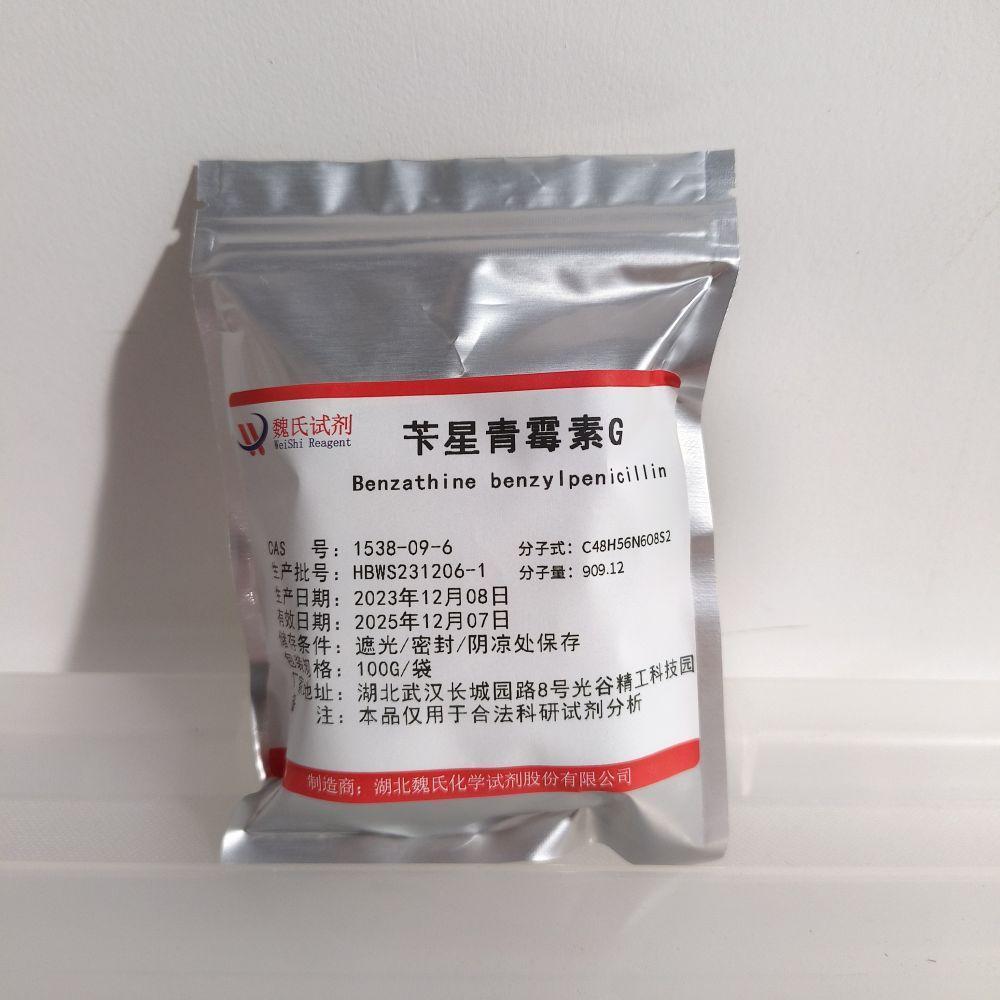 魏氏试剂
WeiShi Reagent
苄星青霉素G
Benzathine benzylpenicillin
CAS 号：1538-09-6
分子式：C48H56N6O8S2
生产批号：HBWS231206-1
分子量：909.12
生产日期：2023年12月08日
有效日期：2025年12月07日
储存条件：遮光/密封/阴凉处保存
包装规格：100G/袋
地址：湖北武汉长城园路8号光谷精工科技园
注：本品仅用于合法科研试剂分析
制造商：湖北魏氏化学试剂股份有限公司